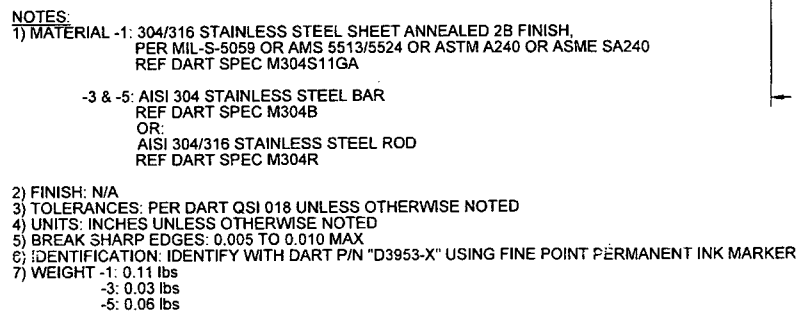 NOTES:
1) MATERIAL -1: 304/316 STAINLESS STEEL SHEET ANNEALED 2B FINISH,
PER MIL-S-5059 OR AMS 5513/5524 OR ASTM A240 OR ASME SA240
REF DART SPEC M304S11GA
-3 & -5: AISI 304 STAINLESS STEEL BAR
REF DART SPEC M304B
OR:
AISI 304/316 STAINLESS STEEL ROD
REF DART SPEC M304R
2) FINISH: N/A
3) TOLERANCES: PER DART QSI 018 UNLESS OTHERWISE NOTED
4) UNITS: INCHES UNLESS OTHERWISE NOTED
5) BREAK SHARP EDGES: 0.005 TO 0.010 MAX
6) IDENTIFICATION: IDENTIFY WITH DART P/N "D3953-X" USING FINE POINT PERMANENT INK MARKER
7) WEIGHT -1: 0.11 lbs
-3: 0.03 lbs
-5: 0.06 lbs